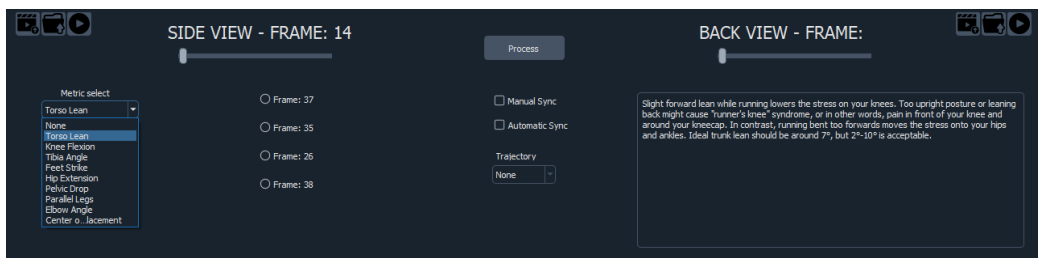 SIDE VIEW - FRAME: 14
Process
BACK VIEW - FRAME:
Metric select
Torso Lean
None
Torso Lean
Knee Flexion
Tibia Angle
Feet Strike
Hip Extension
Pelvic Drop
Parallel Legs
Elbow Angle
Center o...lacement
Frame: 37
Frame: 35
Frame: 26
Frame: 38
Manual Sync
Automatic Sync
Trajectory
None
Slight forward lean while running lowers the stress on your knees. Too upright posture or leaning
back might cause "runner's knee" syndrome, or in other words, pain in front of your knee and
around your kneecap. In contrast, running bent too forwards moves the stress onto your hips
and ankles. Ideal trunk lean should be around 7°, but 2°-10° is acceptable.